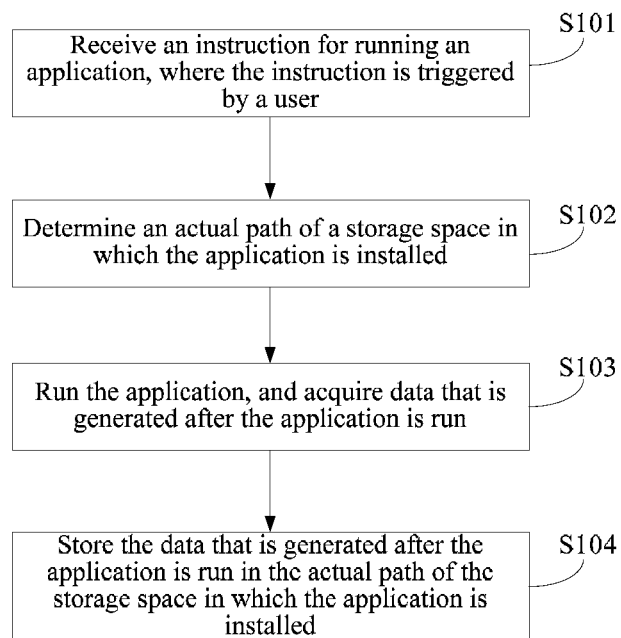 S101
Receive an instruction for running an
application, where the instruction is triggered
by a user
S102
Determine an actual path of a storage space in
which the application is installed
S103
Run the application, and acquire data that is
generated after the application is run
S104
Store the data that is generated after the
application is run in the actual path of the
storage space in which the application is
installed